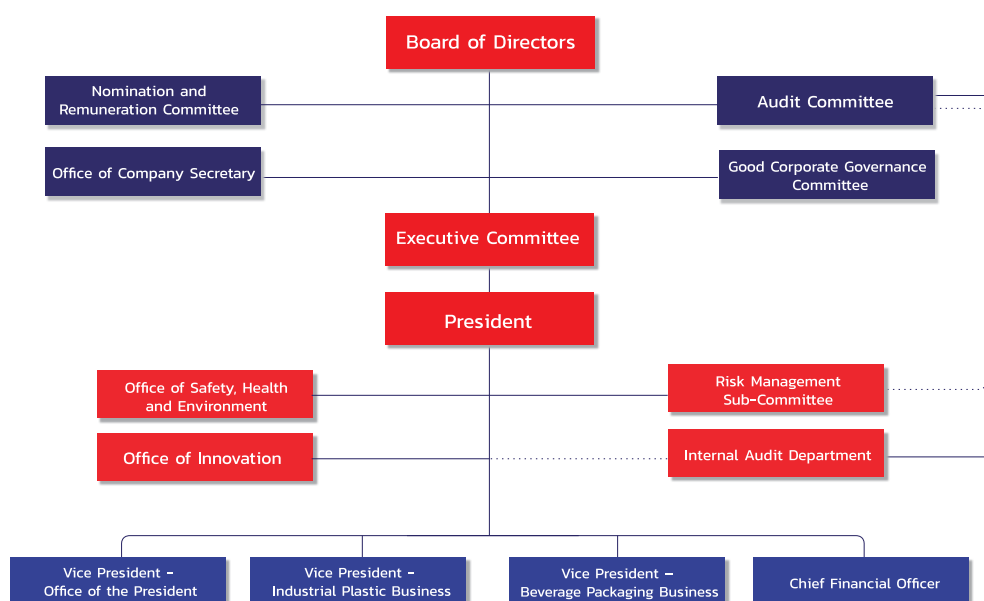 Board of Directors
Nomination and
Remuneration Committee
Audit Committee
Office of Company Secretary
Good Corporate Governance
Committee
Executive Committee
President
Office of Safety, Health
and Environment
Risk Management
Sub-Committee
Office of Innovation
Internal Audit Department
Vice President -
Office of the President
Vice President -
Industrial Plastic Business
Vice President -
Beverage Packaging Business
Chief Financial Officer